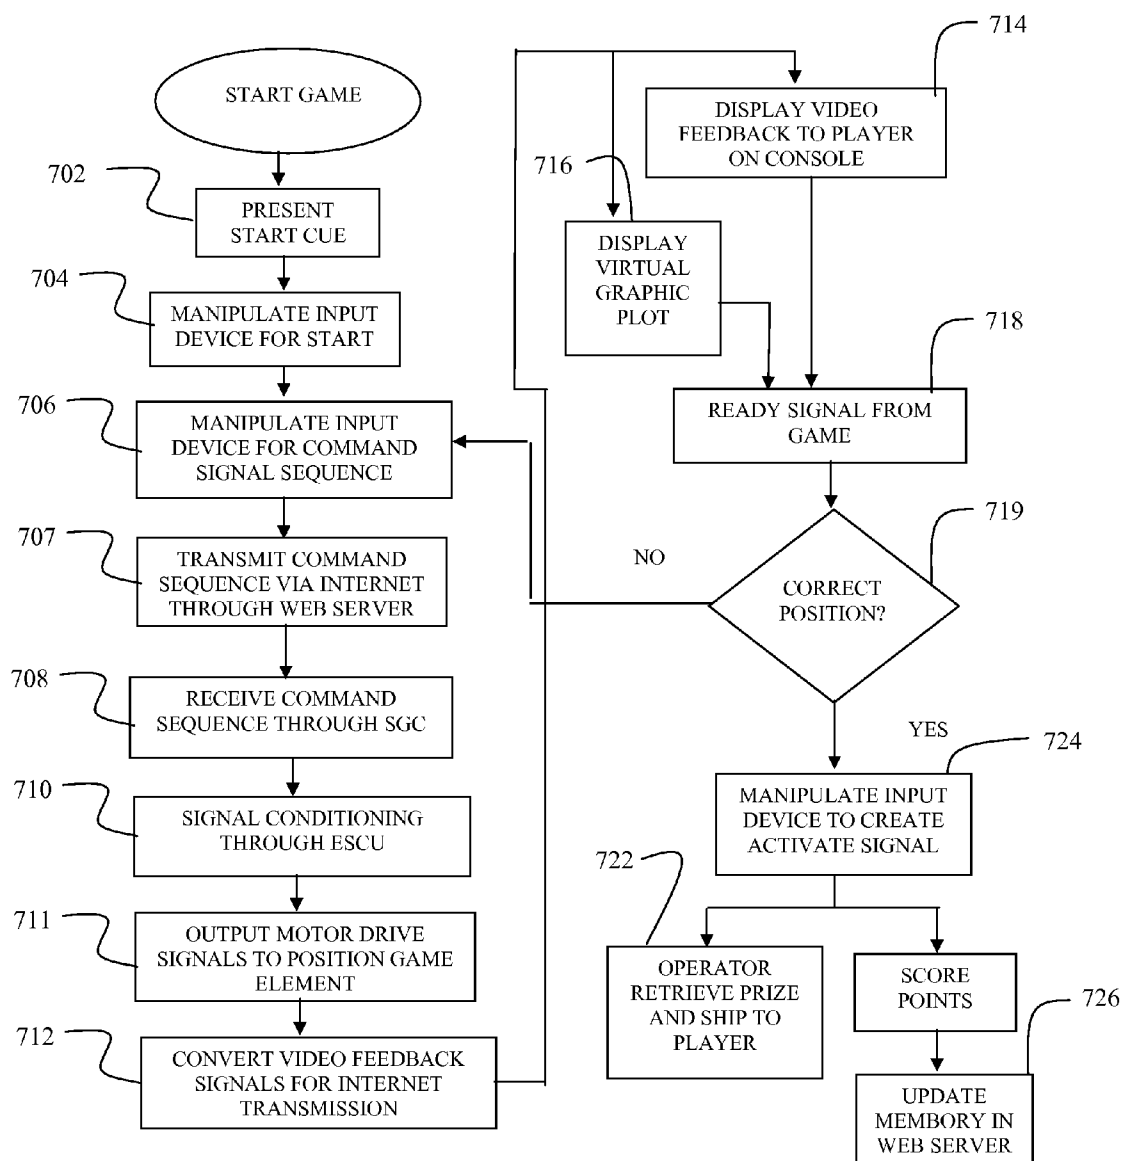 START GAME
702
PRESENT
START CUE
704
MANIPULATE INPUT
DEVICE FOR START
706
MANIPULATE INPUT
DEVICE FOR COMMAND
SIGNAL SEQUENCE
707
TRANSMIT COMMAND
SEQUENCE VIA INTERNET
THROUGH WEB SERVER
708
RECEIVE COMMAND
SEQUENCE THROUGH SGC
710
SIGNAL CONDITIONING
THROUGH ESCU
711
OUTPUT MOTOR DRIVE
SIGNALS TO POSITION GAME
ELEMENT
712
CONVERT VIDEO FEEDBACK
SIGNALS FOR INTERNET
TRANSMISSION
714
DISPLAY VIDEO
FEEDBACK TO PLAYER
ON CONSOLE
716
DISPLAY
VIRTUAL
GRAPHIC
PLOT
718
READY SIGNAL FROM
GAME
719
CORRECT
POSITION?
NO
YES
724
MANIPULATE INPUT
DEVICE TO CREATE
ACTIVATE SIGNAL
722
OPERATOR
RETRIEVE PRIZE
AND SHIP TO
PLAYER
SCORE
POINTS
726
UPDATE
MEMBORY IN
WEB SERVER